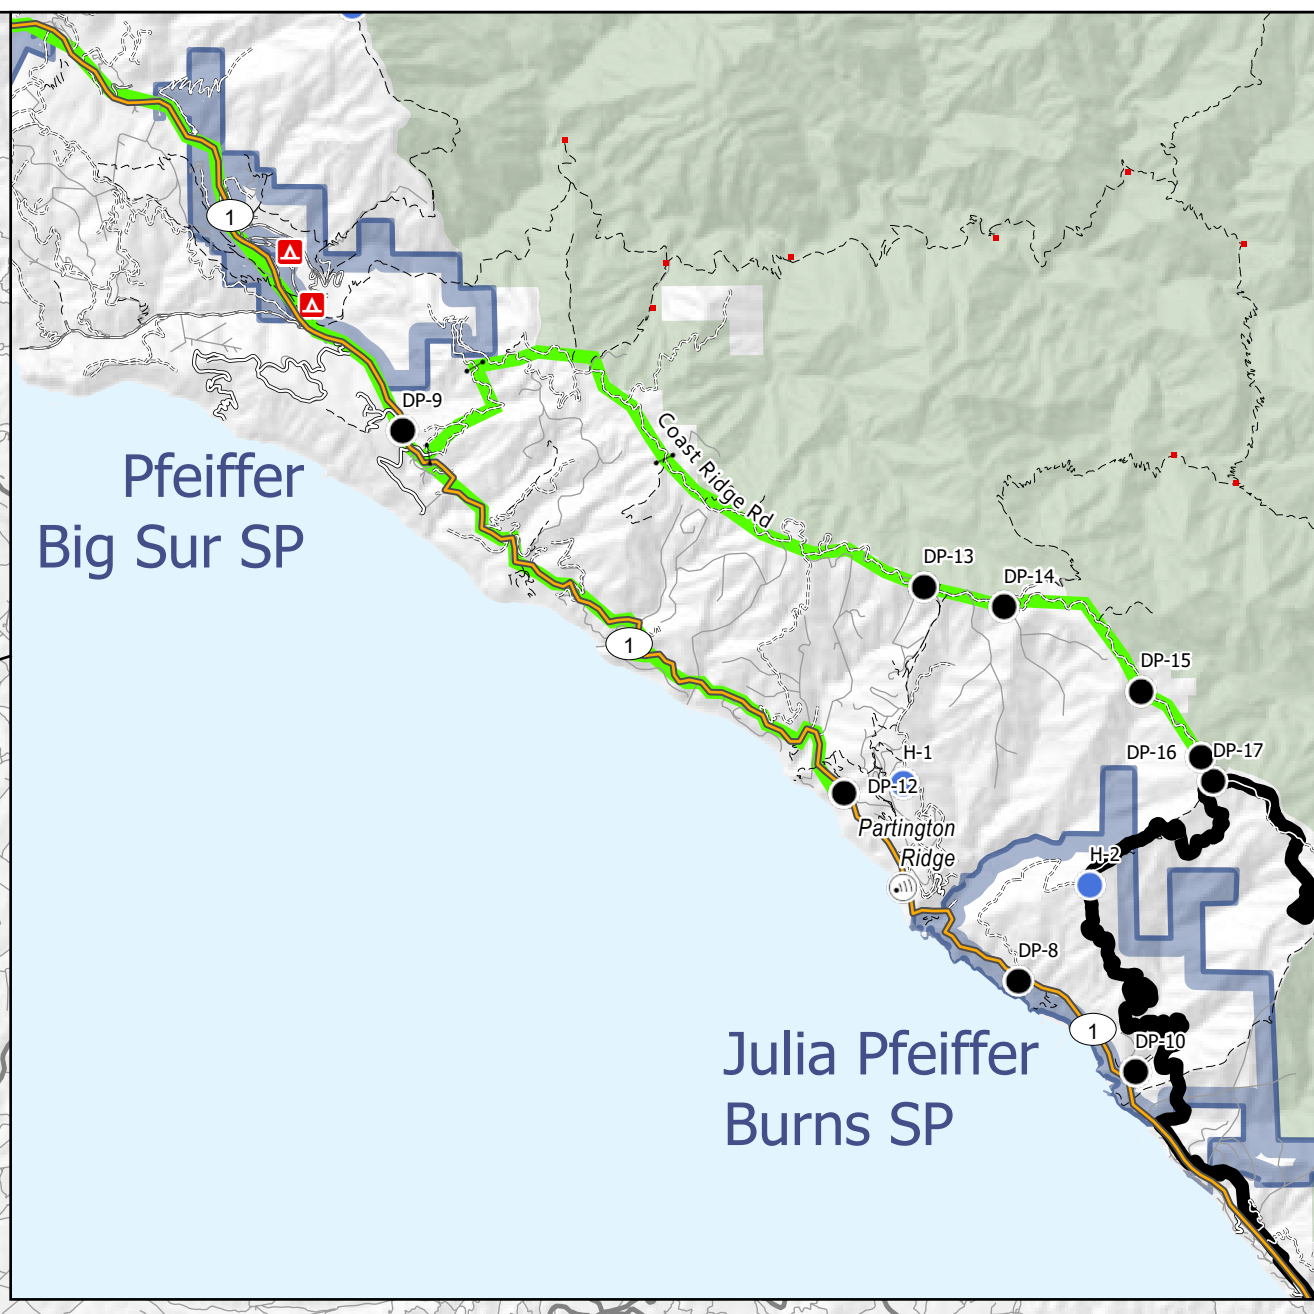 1
DP-9
Pfeiffer
Big Sur SP
Coast Ridge Rd
DP-13
DP-14
1
DP-15
DP-16
DP-17
H-1
DP-12
Partington
Ridge
H-2
DP-8
1
DP-10
Julia Pfeiffer
Burns SP